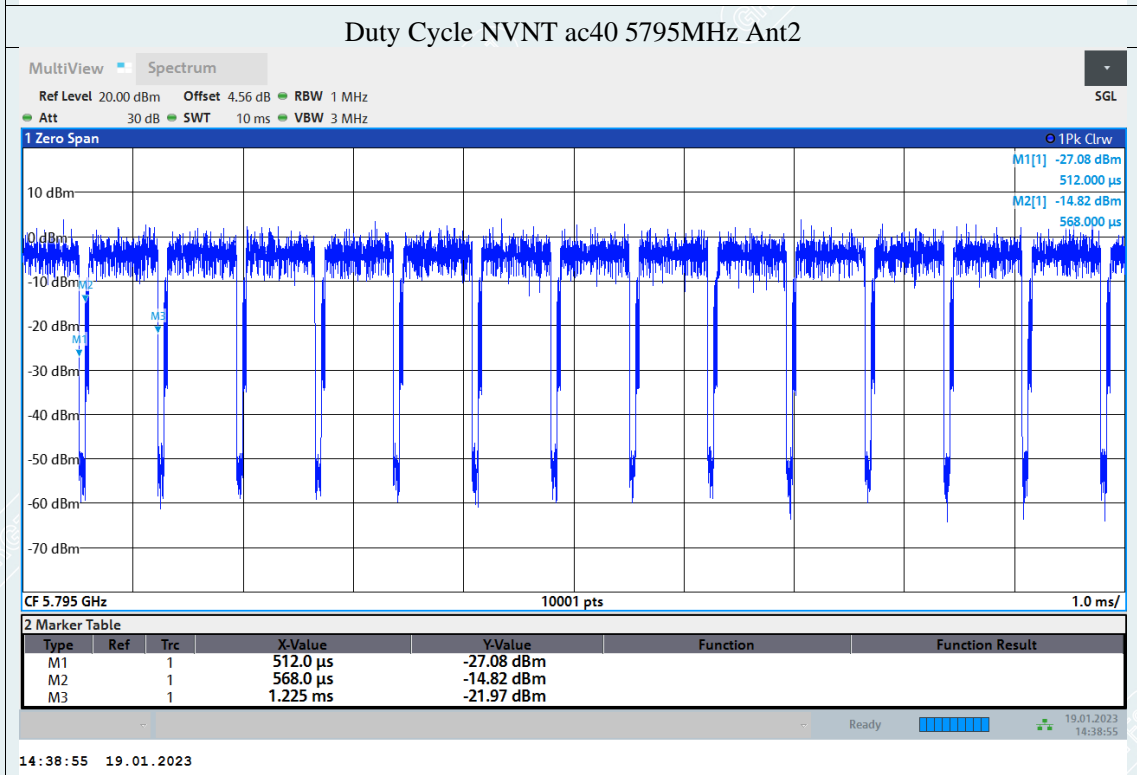 Duty Cycle NVNT ac40 5795MHz Ant2
MultiView Spectrum
Ref Level 20.00 dBm Offset 4.56 dB RBW 1 MHz SGL
Att 30 dB SWT 10 ms VBW 3 MHz
1 Zero Span 1Pk Clrw
M1[1] -27.08 dBm
512.000 µs
M2[1] -14.82 dBm
568.000 µs
10 dBm
0 dBm
-10 dBm
M2
M3
-20 dBm
M1
-30 dBm
-40 dBm
-50 dBm
-60 dBm
-70 dBm
CF 5.795 GHz 10001 pts 1.0 ms/
2 Marker Table
Type Ref Trc X-Value Y-Value Function Function Result
M1 1 512.0 µs -27.08 dBm
M2 1 568.0 µs -14.82 dBm
M3 1 1.225 ms -21.97 dBm
Ready 19.01.2023
14:38:55
14:38:55 19.01.2023